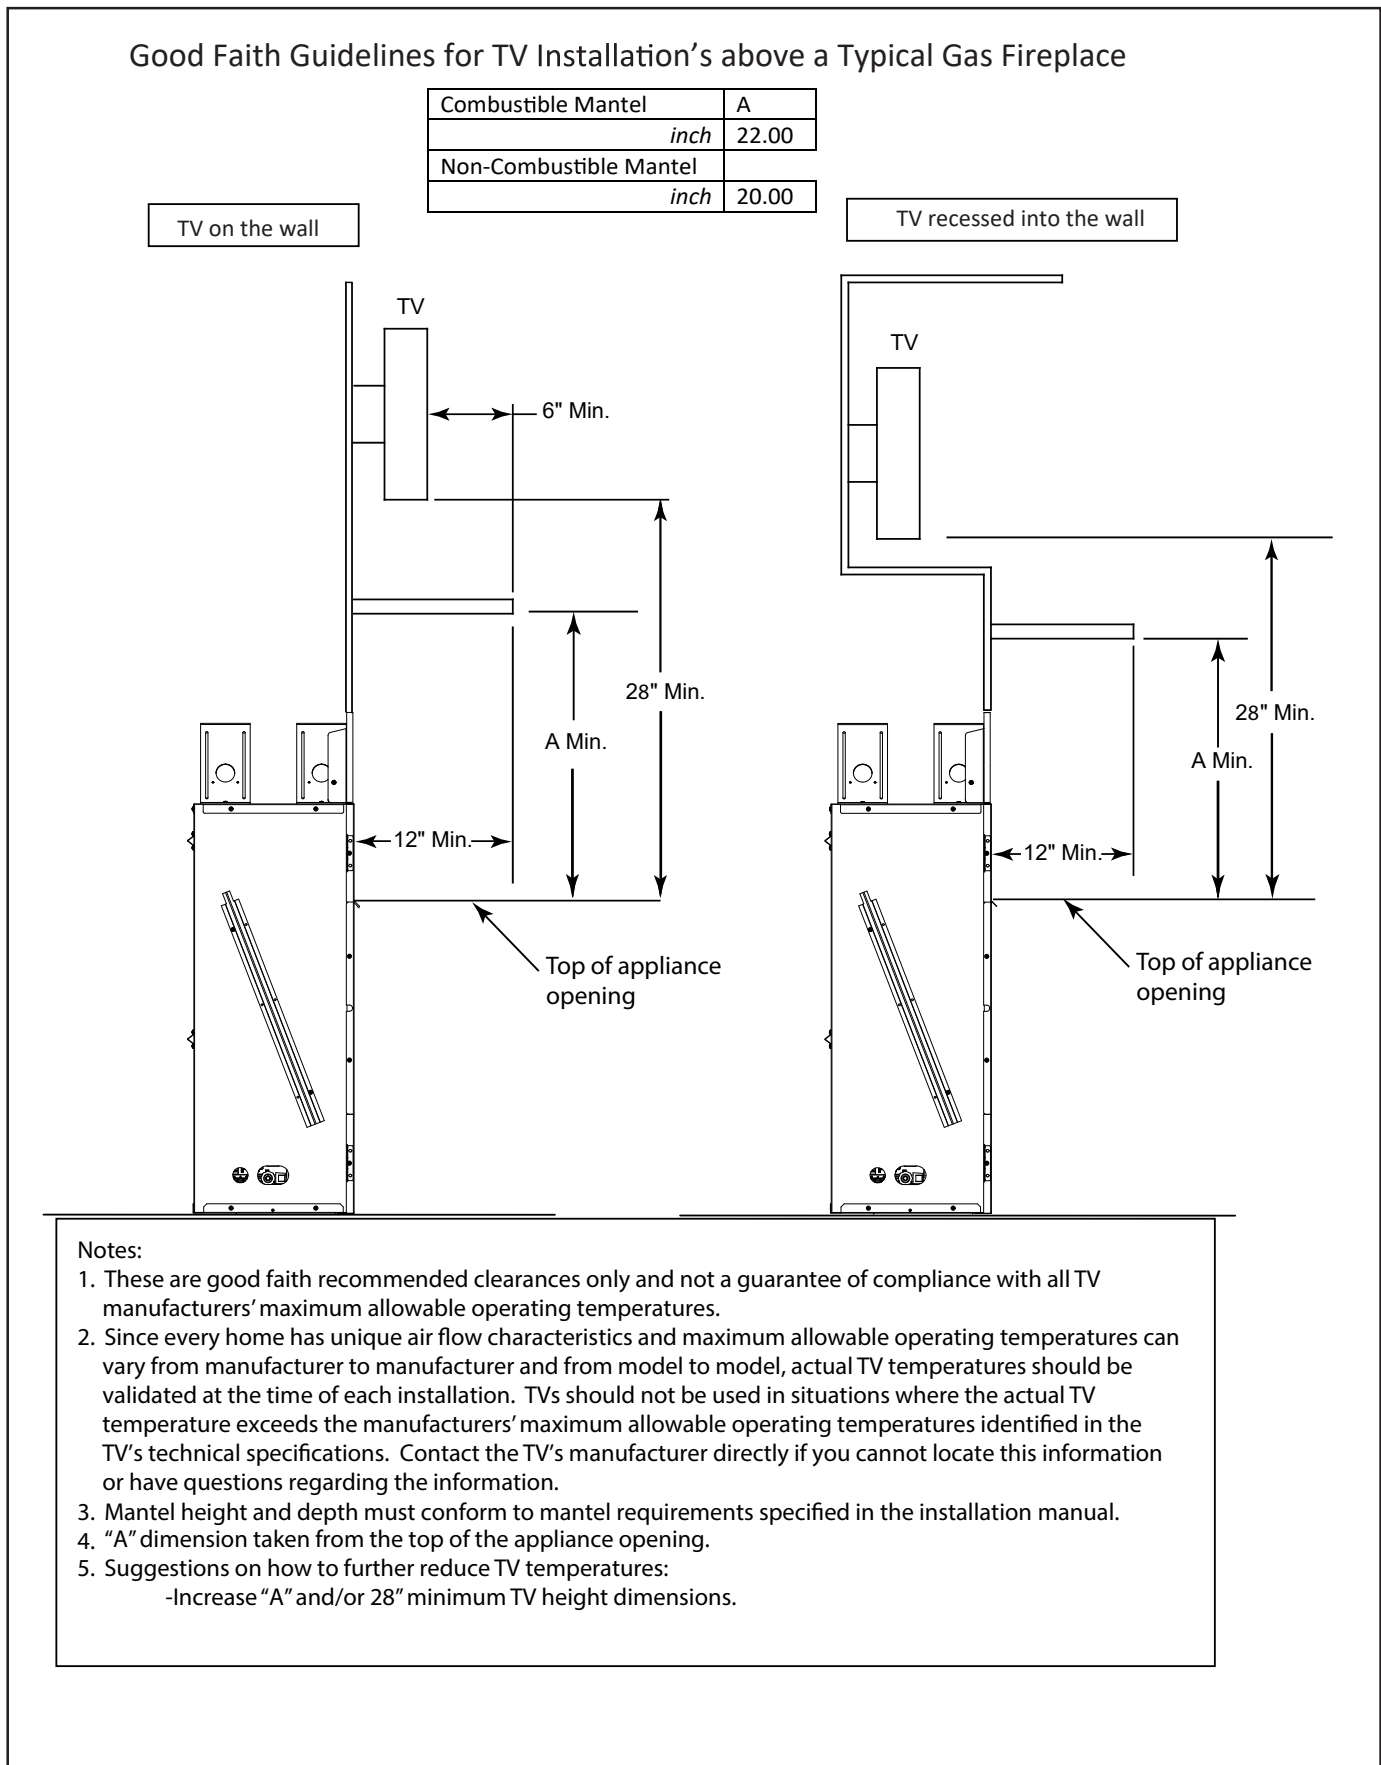 Good Faith Guidelines for TV Installation's above a Typical Gas Fireplace
Combustible Mantel A
inch 22.00
Non-Combustible Mantel
inch 20.00
TV on the wall
TV recessed into the wall
TV
6" Min.
28" Min.
A Min.
12" Min.
Top of appliance
opening
TV
28" Min.
A Min.
12" Min.
Top of appliance
opening
Notes:
1. These are good faith recommended clearances only and not a guarantee of compliance with all TV
manufacturers’ maximum allowable operating temperatures.
2. Since every home has unique air flow characteristics and maximum allowable operating temperatures can
vary from manufacturer to manufacturer and from model to model, actual TV temperatures should be
validated at the time of each installation. TVs should not be used in situations where the actual TV
temperature exceeds the manufacturers’ maximum allowable operating temperatures identified in the
TV’s technical specifications. Contact the TV’s manufacturer directly if you cannot locate this information
or have questions regarding the information.
3. Mantel height and depth must conform to mantel requirements specified in the installation manual.
4. “A” dimension taken from the top of the appliance opening.
5. Suggestions on how to further reduce TV temperatures:
-Increase “A” and/or 28” minimum TV height dimensions.